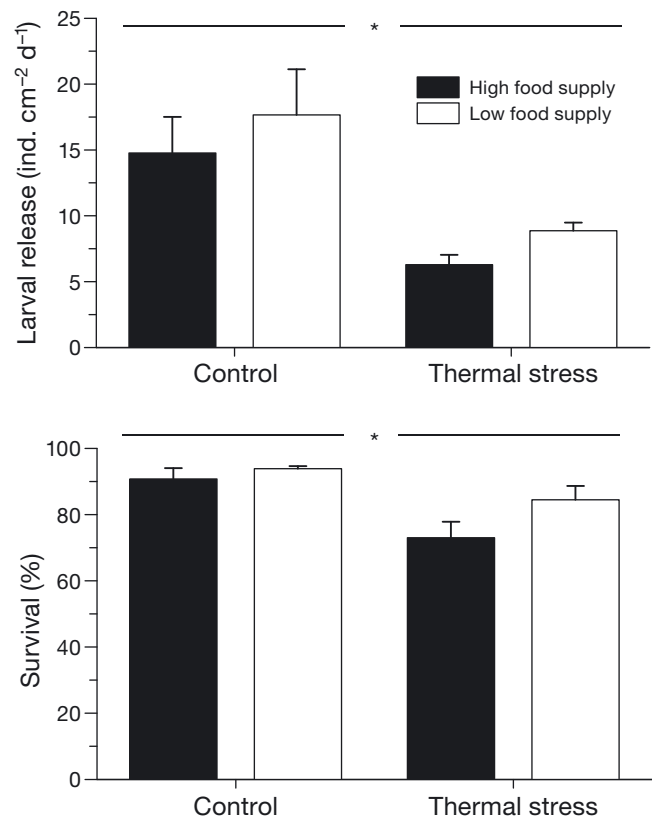 25
20
15
10
5
0
Larval release (ind. cm⁻² d⁻¹)
*
High food supply
Low food supply
Control
Thermal stress
100
80
60
40
20
0
Survival (%)
*
Control
Thermal stress